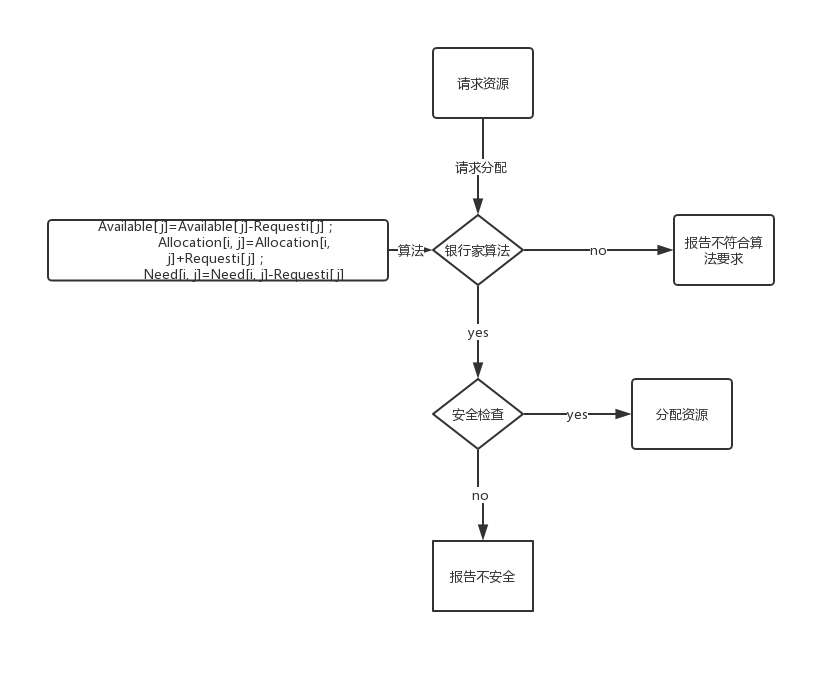 请求资源
请求分配
Available[j]=Available[j]-Requesti[j] ;
Allocation[i, j]=Allocation[i,
j]+Requesti[j] ;
Need[i, j]=Need[i, j]-Requesti[j]
算法
银行家算法
no
报告不符合算
法要求
yes
安全检查
yes
分配资源
no
报告不安全